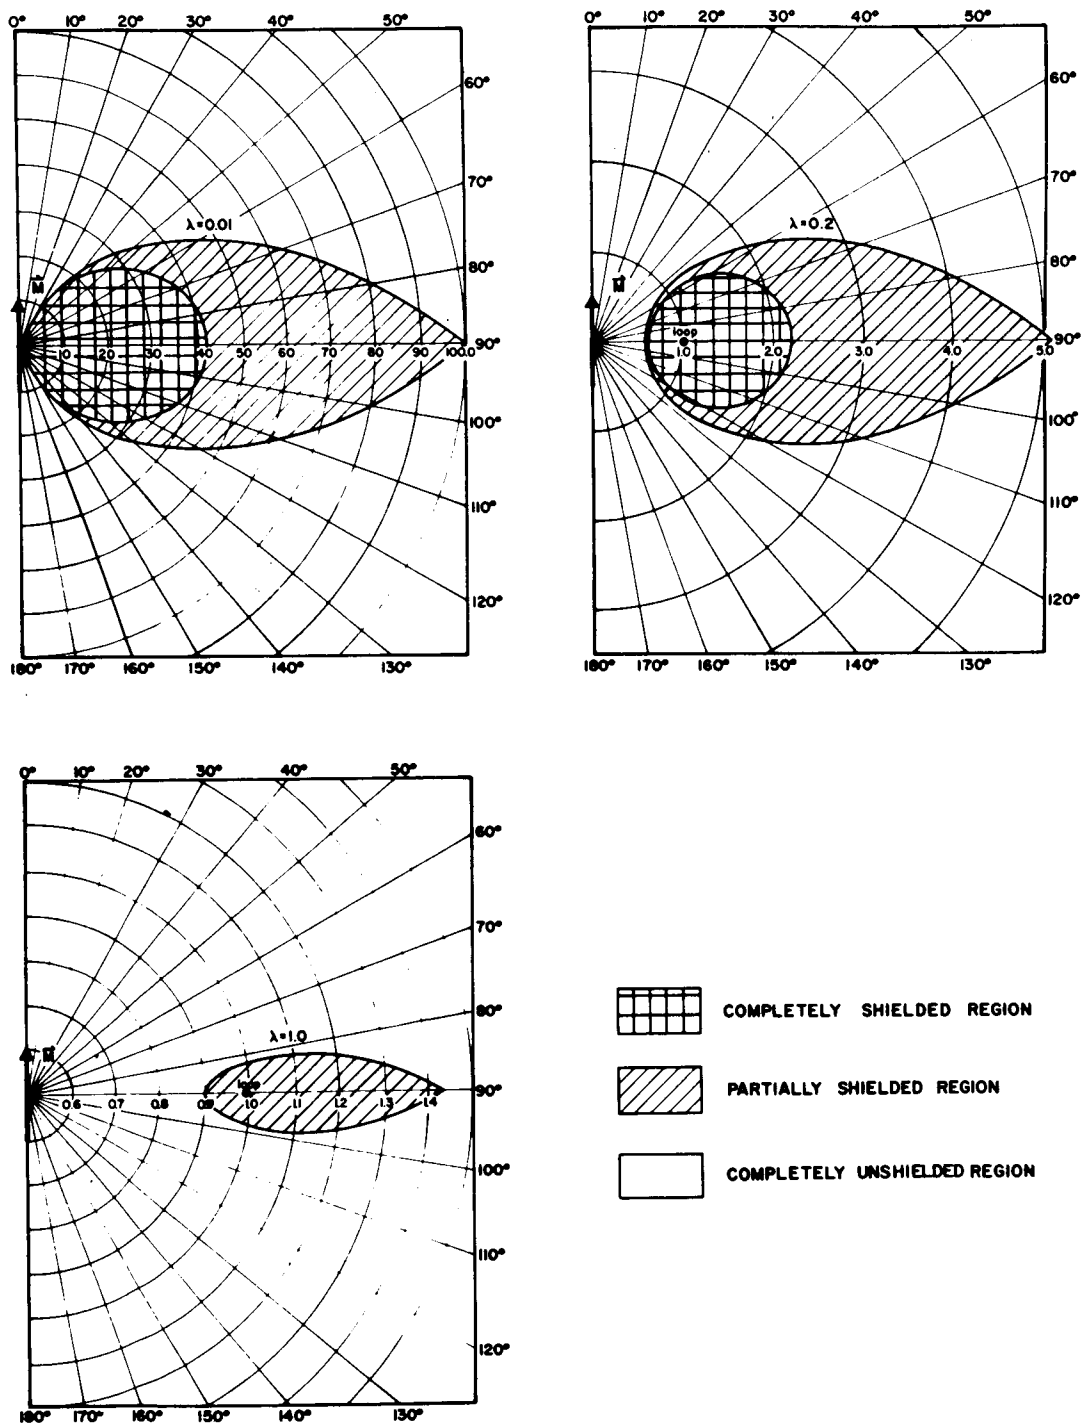 0° 10° 20° 30° 40° 50°
60°
70°
λ=0.01
80°
M
10 20 30 40 50 60 70 80 90 100.0 90°
100°
110°
120°
180° 170° 160° 150° 140° 130°
0° 10° 20° 30° 40° 50°
60°
70°
λ=0.2
80°
M
loop
1.0 2.0 3.0 4.0 5.0 90°
100°
110°
120°
180° 170° 160° 150° 140° 130°
0° 10° 20° 30° 40° 50°
60°
70°
80°
λ=1.0
M
loop
0.6 0.7 0.8 0.9 1.0 1.1 1.2 1.3 1.4 90°
100°
110°
120°
180° 170° 160° 150° 140° 130°
COMPLETELY SHIELDED REGION
PARTIALLY SHIELDED REGION
COMPLETELY UNSHIELDED REGION